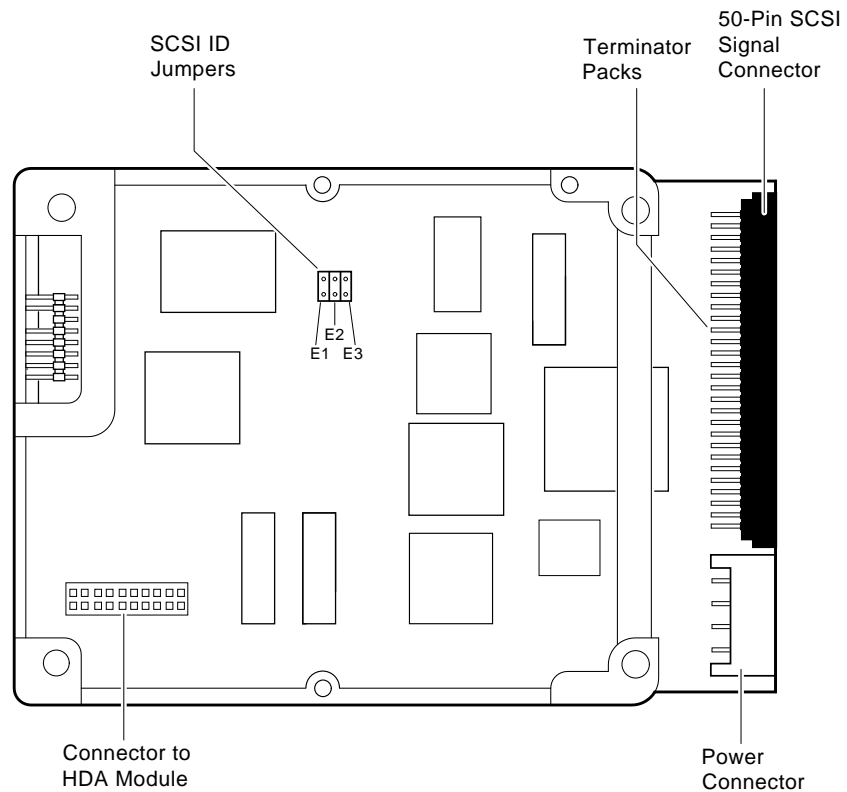 50-Pin SCSI
Signal
Connector
SCSI ID
Jumpers
Terminator
Packs
E2
E1 E3
Connector to
HDA Module
Power
Connector